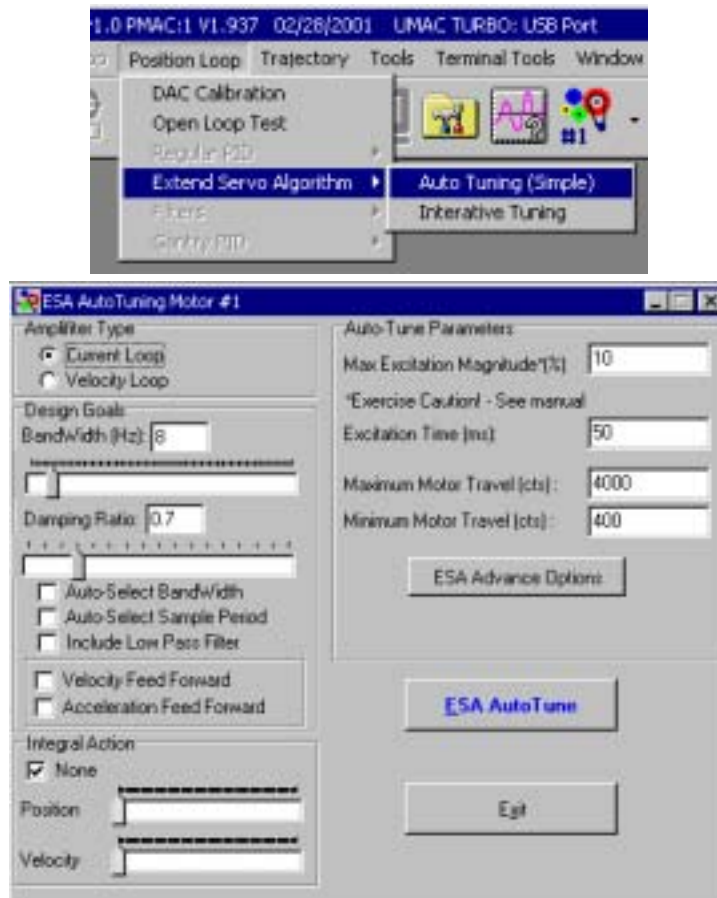 v1.0 PMAC:1 V1.937 02/28/2001 UMAC TURBO: USB Port
Position Loop Trajectory Tools Terminal Tools Window
DAC Calibration
Open Loop Test
Regular PID
Extend Servo Algorithm
Auto Tuning (Simple)
Filters
Interative Tuning
Gantry PID
#1
ESA AutoTuning Motor #1
Amplifiter Type
Current Loop
Velocity Loop
Design Goals
BandWidth (Hz): 8
Damping Ratio: 0.7
Auto-Select BandWidth
Auto-Select Sample Period
Include Low Pass Filter
Velocity Feed Forward
Acceleration Feed Forward
Integral Action
None
Position
Velocity
Auto-Tune Parameters
Max Excitation Magnitude*(%) 10
*Exercise Caution! - See manual
Excitation Time (ms): 50
Maximum Motor Travel (cts) : 4000
Minimum Motor Travel (cts) : 400
ESA Advance Options
ESA AutoTune
Exit